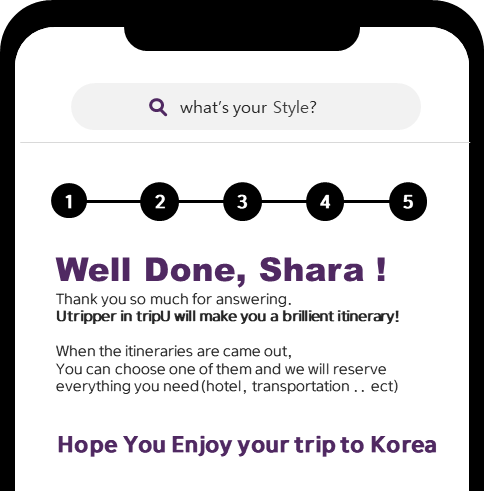 what's your Style?
1 2 3 4 5
Well Done, Shara !
Thank you so much for answering.
Utripper in tripU will make you a brillient itinerary!
When the itineraries are came out,
You can choose one of them and we will reserve
everything you need(hotel, transportation .. ect)
Hope You Enjoy your trip to Korea